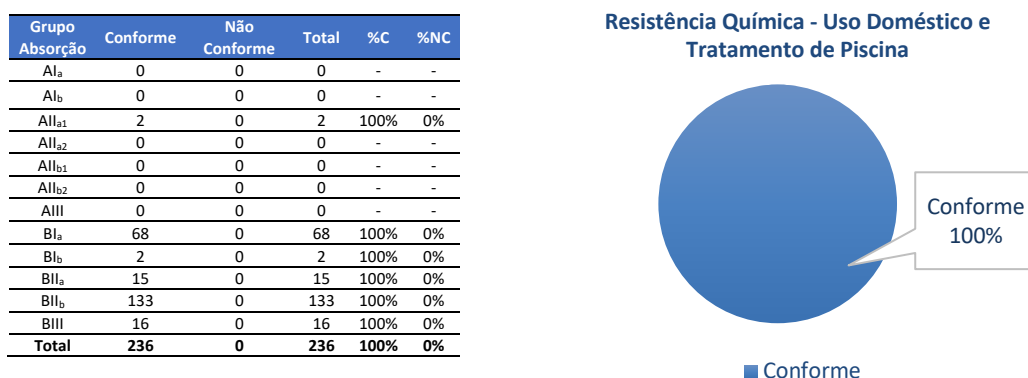 Grupo Absorção Conforme Não Conforme Total %C %NC
AIa 0 0 0 - -
AIb 0 0 0 - -
AIIa1 2 0 2 100% 0%
AIIa2 0 0 0 - -
AIIb1 0 0 0 - -
AIIb2 0 0 0 - -
AIII 0 0 0 - -
BIa 68 0 68 100% 0%
BIb 2 0 2 100% 0%
BIIa 15 0 15 100% 0%
BIIb 133 0 133 100% 0%
BIII 16 0 16 100% 0%
Total 236 0 236 100% 0%
Resistência Química - Uso Doméstico e
Tratamento de Piscina
Conforme
100%
Conforme